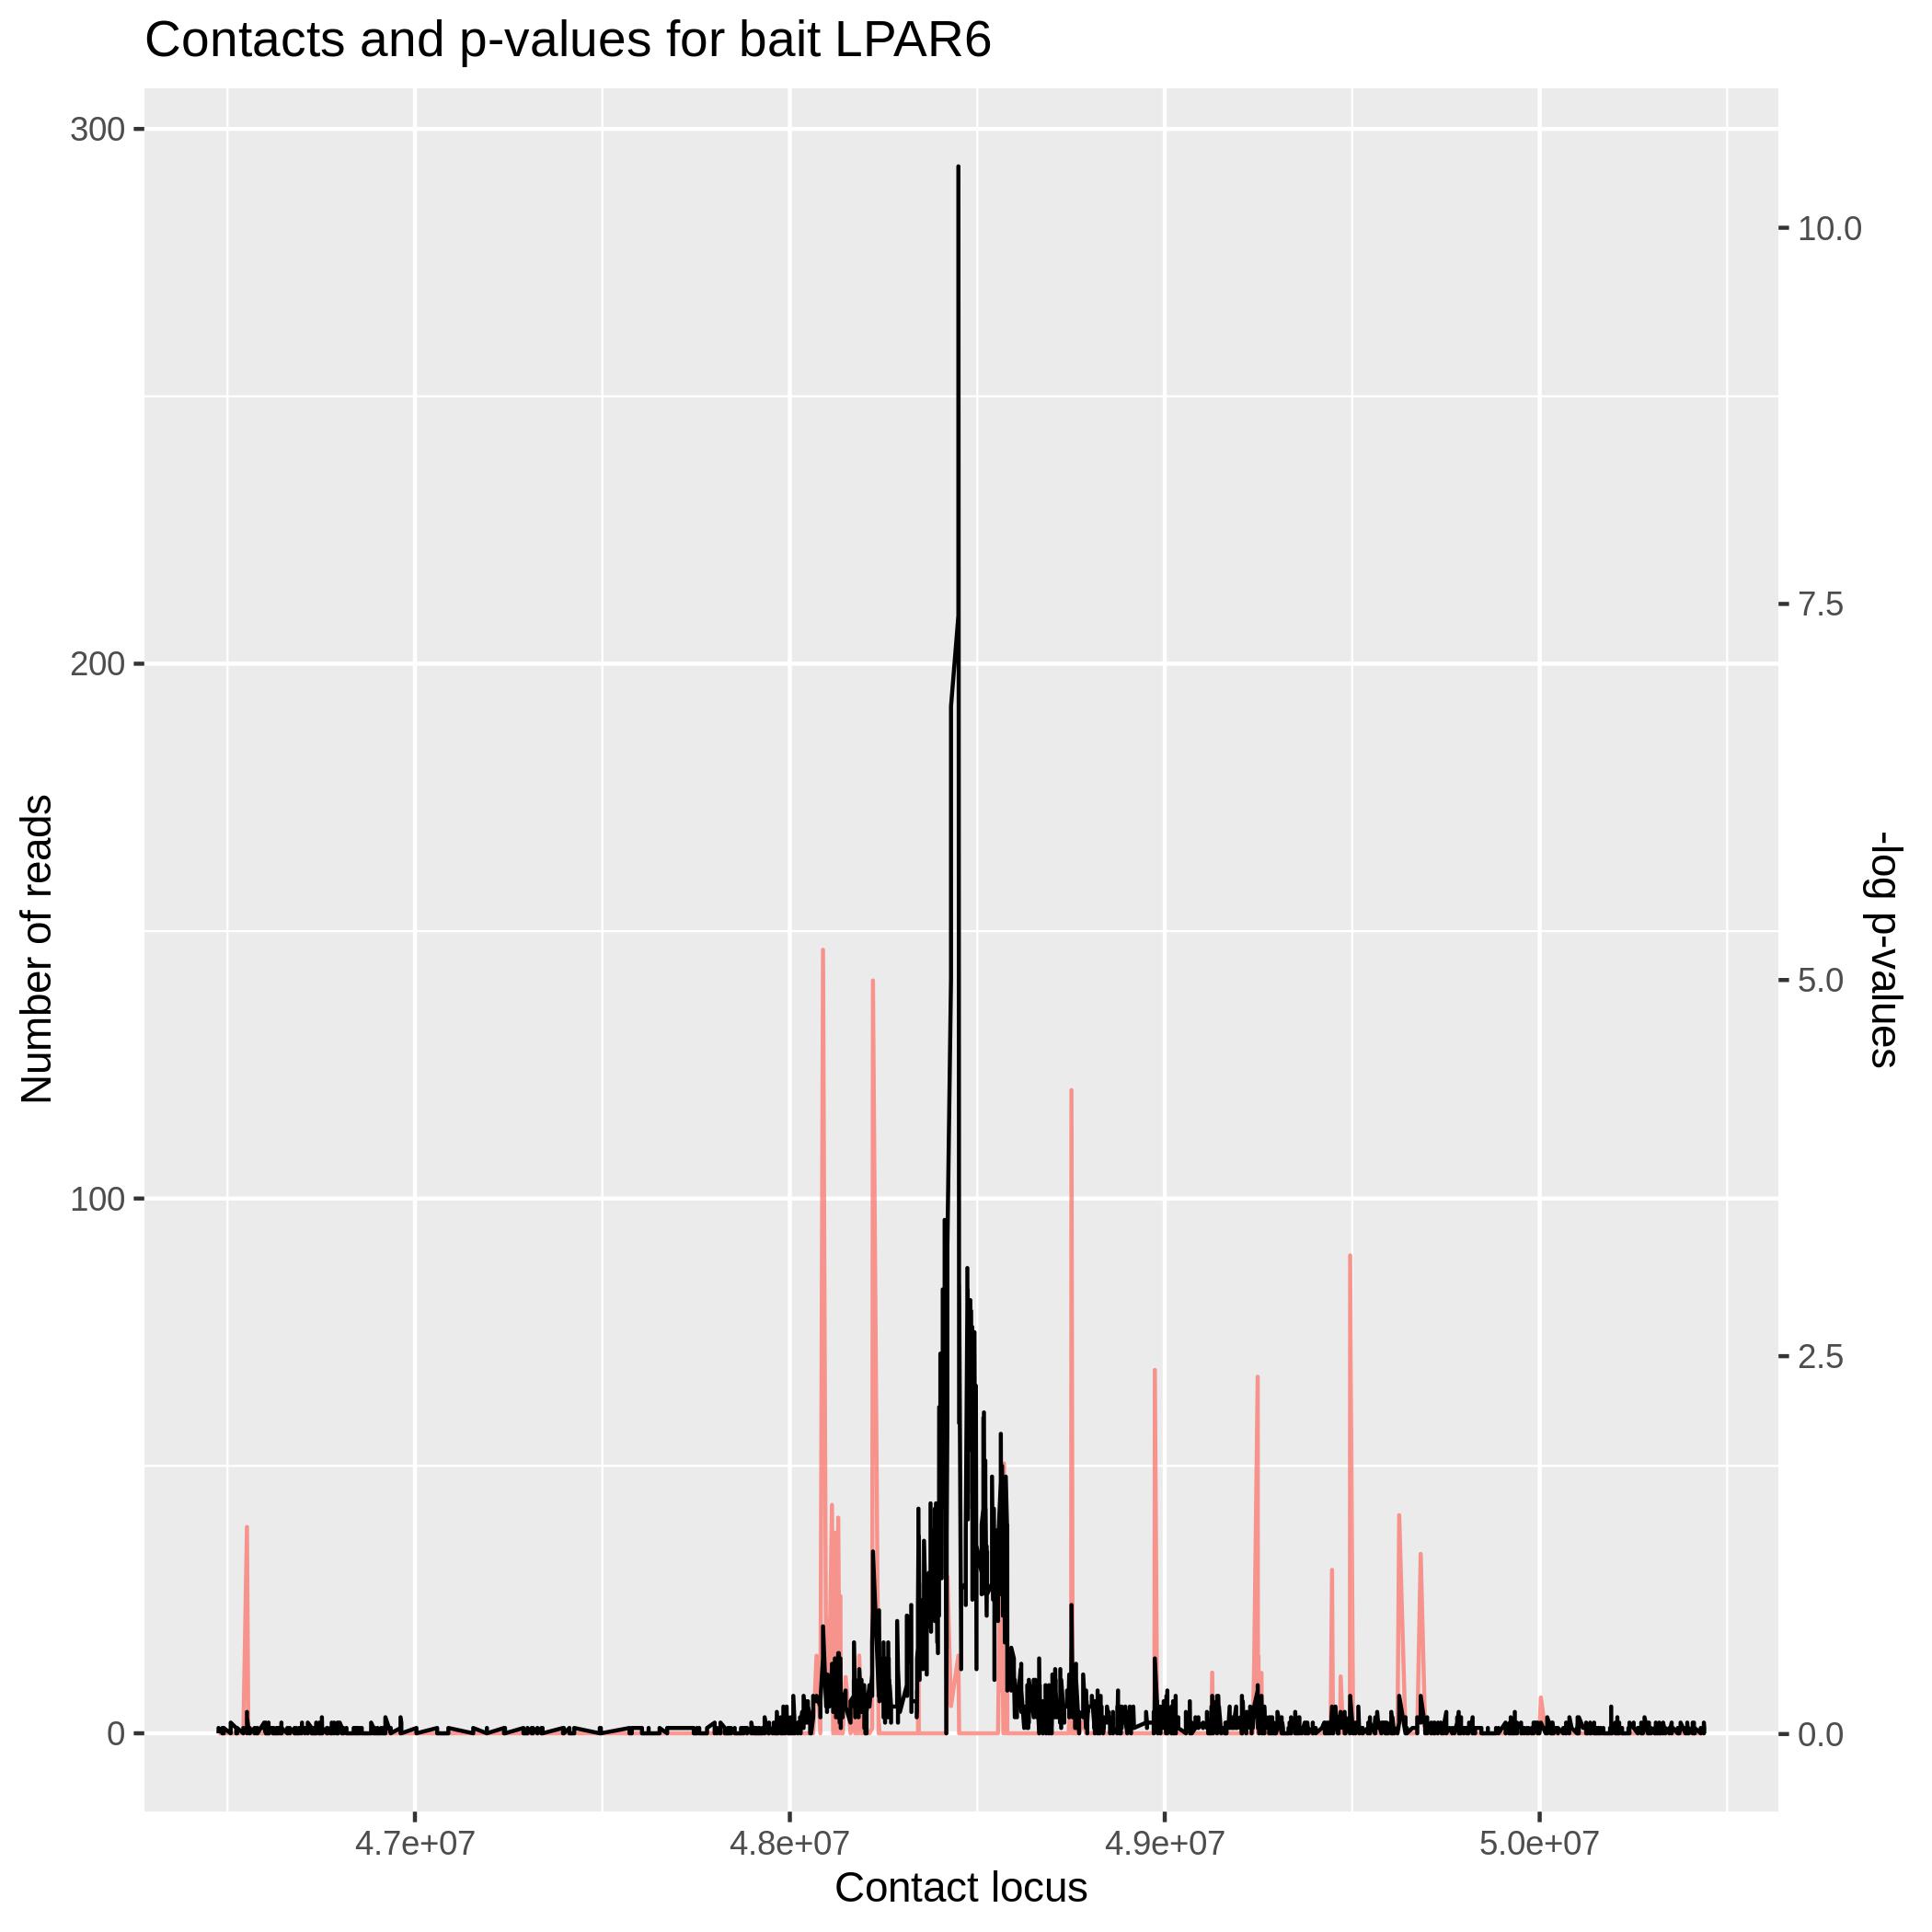 Contacts and p-values for bait LPAR6
300
200
100
0
Number of reads
10.0
7.5
5.0
2.5
0.0
-log p-values
4.7e+07
4.8e+07
4.9e+07
5.0e+07
Contact locus